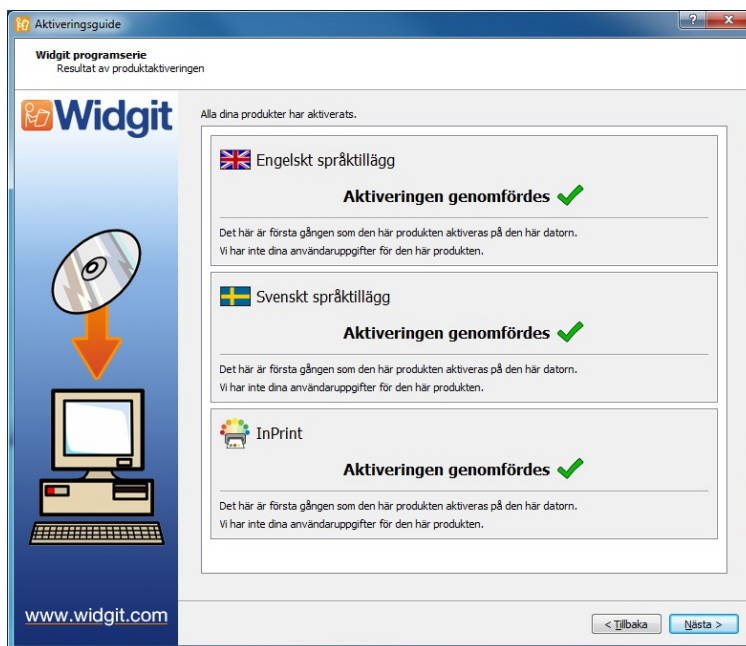 Aktiveringsguide
Widgit programserie
Resultat av produktaktiveringen
Widgit
Alla dina produkter har aktiverats.
Engelskt språktillägg
Aktiveringen genomfördes
Det här är första gången som den här produkten aktiveras på den här datorn.
Vi har inte dina användaruppgifter för den här produkten.
Svenskt språktillägg
Aktiveringen genomfördes
Det här är första gången som den här produkten aktiveras på den här datorn.
Vi har inte dina användaruppgifter för den här produkten.
InPrint
Aktiveringen genomfördes
Det här är första gången som den här produkten aktiveras på den här datorn.
Vi har inte dina användaruppgifter för den här produkten.
www.widgit.com
< Tillbaka Nästa >